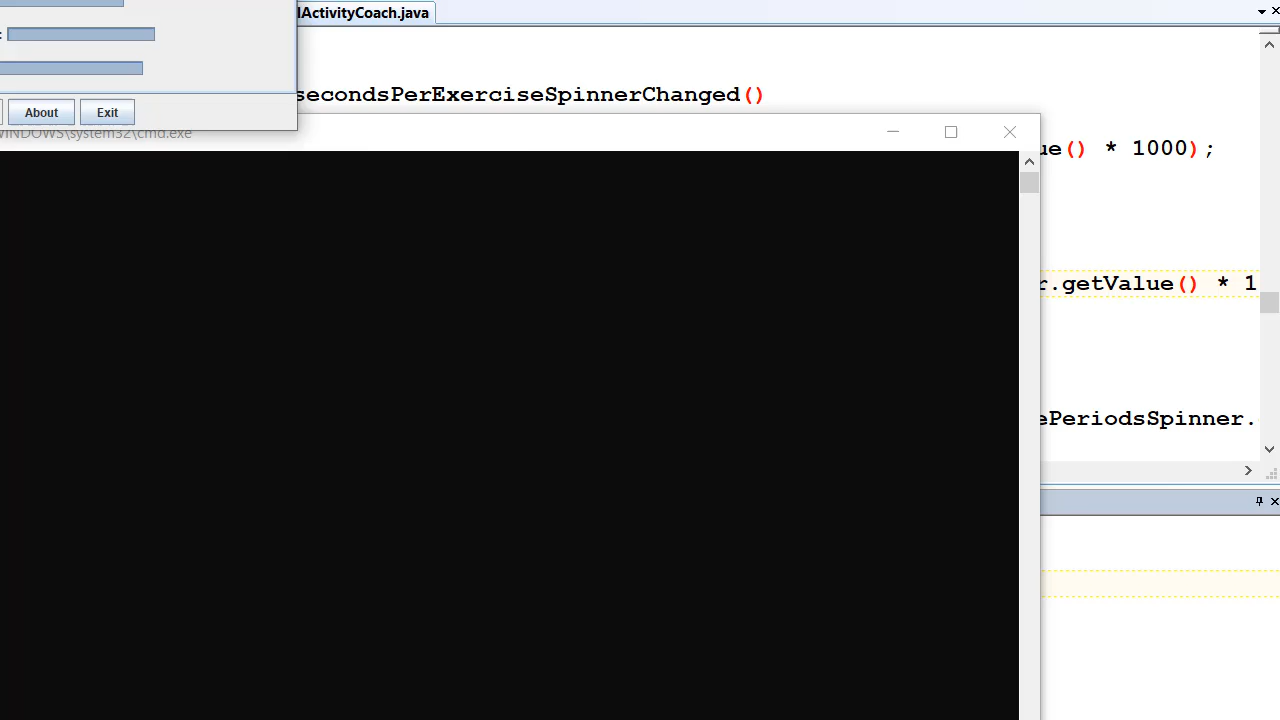 lActivityCoach.java
:
secondsPerExerciseSpinnerChanged()
About
Exit
WINDOWS\system32\cmd.exe
ue() * 1000);
r.getValue() * 1
ePeriodsSpinner.